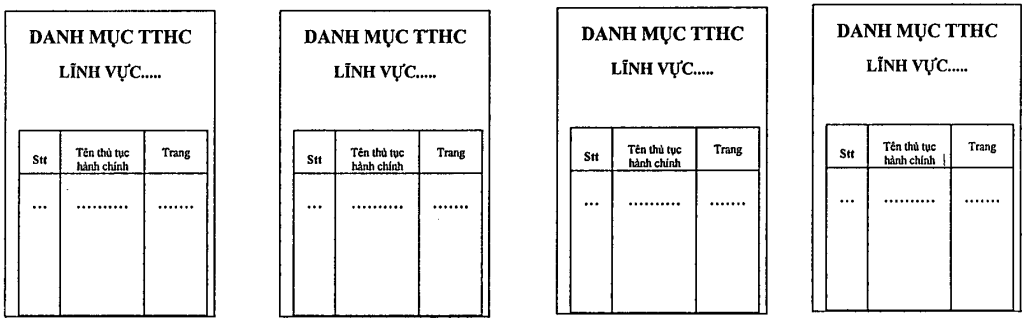 DANH MỤC TTHC
LĨNH VỰC.....
Stt Tên thủ tục hành chính Trang
... .......... .......
DANH MỤC TTHC
LĨNH VỰC.....
Stt Tên thủ tục hành chính Trang
... .......... .......
DANH MỤC TTHC
LĨNH VỰC.....
Stt Tên thủ tục hành chính Trang
... .......... .......
DANH MỤC TTHC
LĨNH VỰC.....
Stt Tên thủ tục hành chính Trang
... .......... .......